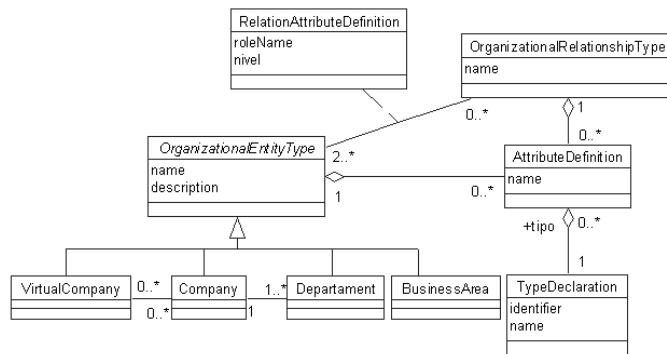 RelationAttributeDefinition
roleName
nivel
OrganizationalRelationshipType
name
0..*
1
0..*
OrganizationalEntityType
name
description
2..*
1
0..*
AttributeDefinition
name
+tipo
0..*
1
VirtualCompany
0..*
0..*
Company
1..*
1
Departament
BusinessArea
TypeDeclaration
identifier
name